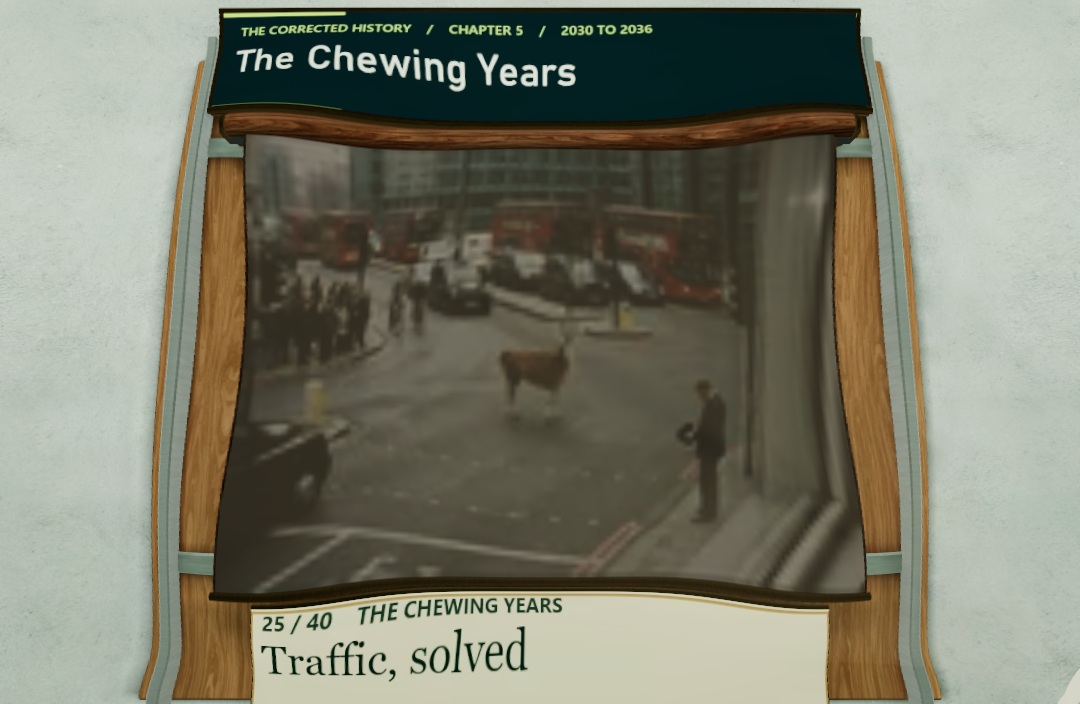 THE CORRECTED HISTORY / CHAPTER 5 / 2030 TO 2036
The Chewing Years
25 / 40 THE CHEWING YEARS
Traffic, solved